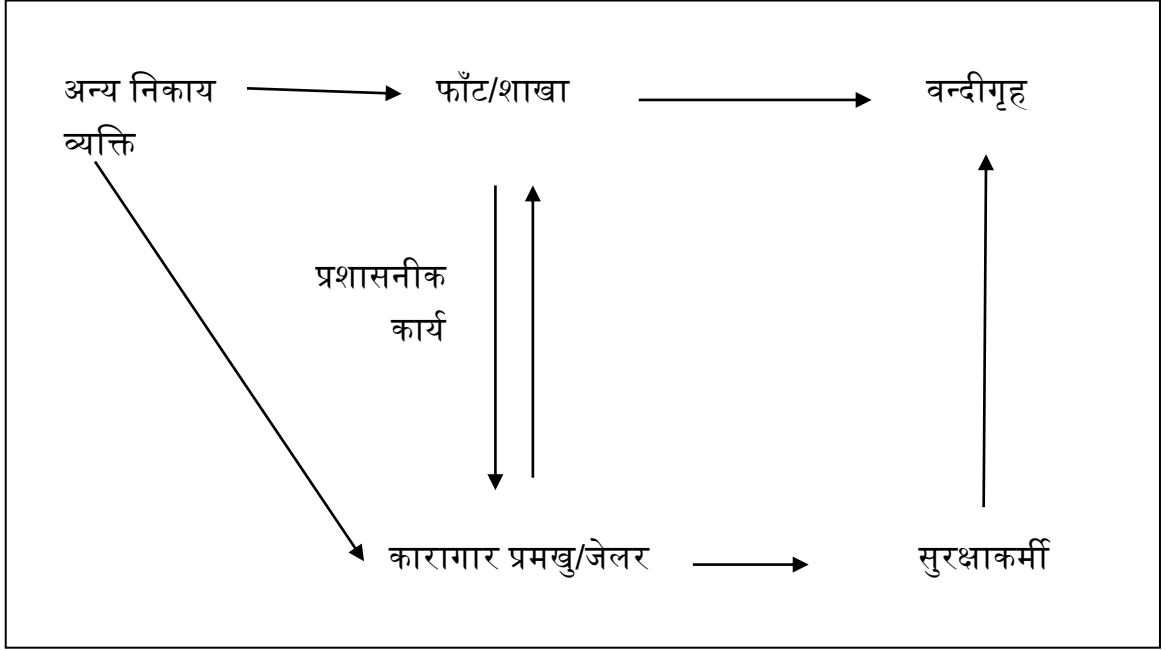 अन्य निकाय
व्यक्ति
फाँट/शाखा
वन्दीगृह
प्रशासनीक
कार्य
कारागार प्रमखु/जेलर
सुरक्षाकर्मी